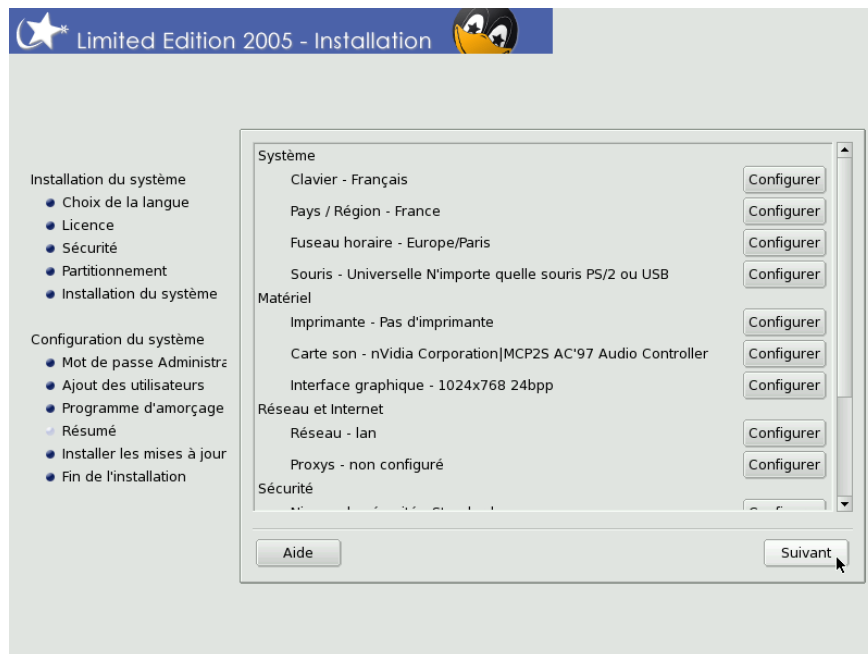 Limited Edition 2005 - Installation
Installation du système
Choix de la langue
Licence
Sécurité
Partitionnement
Installation du système
Configuration du système
Mot de passe Administra
Ajout des utilisateurs
Programme d'amorçage
Résumé
Installer les mises à jour
Fin de l'installation
Système
Clavier - Français Configurer
Pays / Région - France Configurer
Fuseau horaire - Europe/Paris Configurer
Souris - Universelle N'importe quelle souris PS/2 ou USB Configurer
Matériel
Imprimante - Pas d'imprimante Configurer
Carte son - nVidia Corporation|MCP2S AC'97 Audio Controller Configurer
Interface graphique - 1024x768 24bpp Configurer
Réseau et Internet
Réseau - lan Configurer
Proxys - non configuré Configurer
Sécurité
Aide Suivant